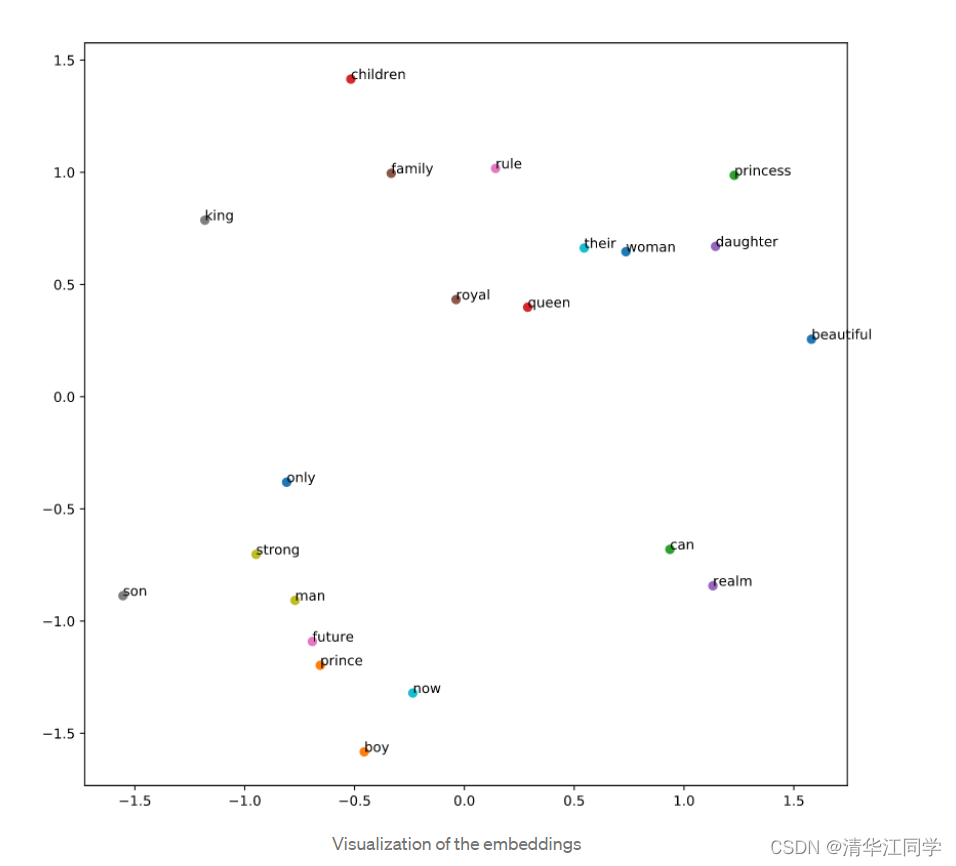 1.5
children
rule
family
1.0
princess
king
their
woman
daughter
0.5
royal
queen
beautiful
0.0
only
−0.5
strong
can
son
man
realm
−1.0
future
prince
now
−1.5
boy
−1.5 −1.0 −0.5 0.0 0.5 1.0 1.5
Visualization of the embeddings
CSDN @清华江同学